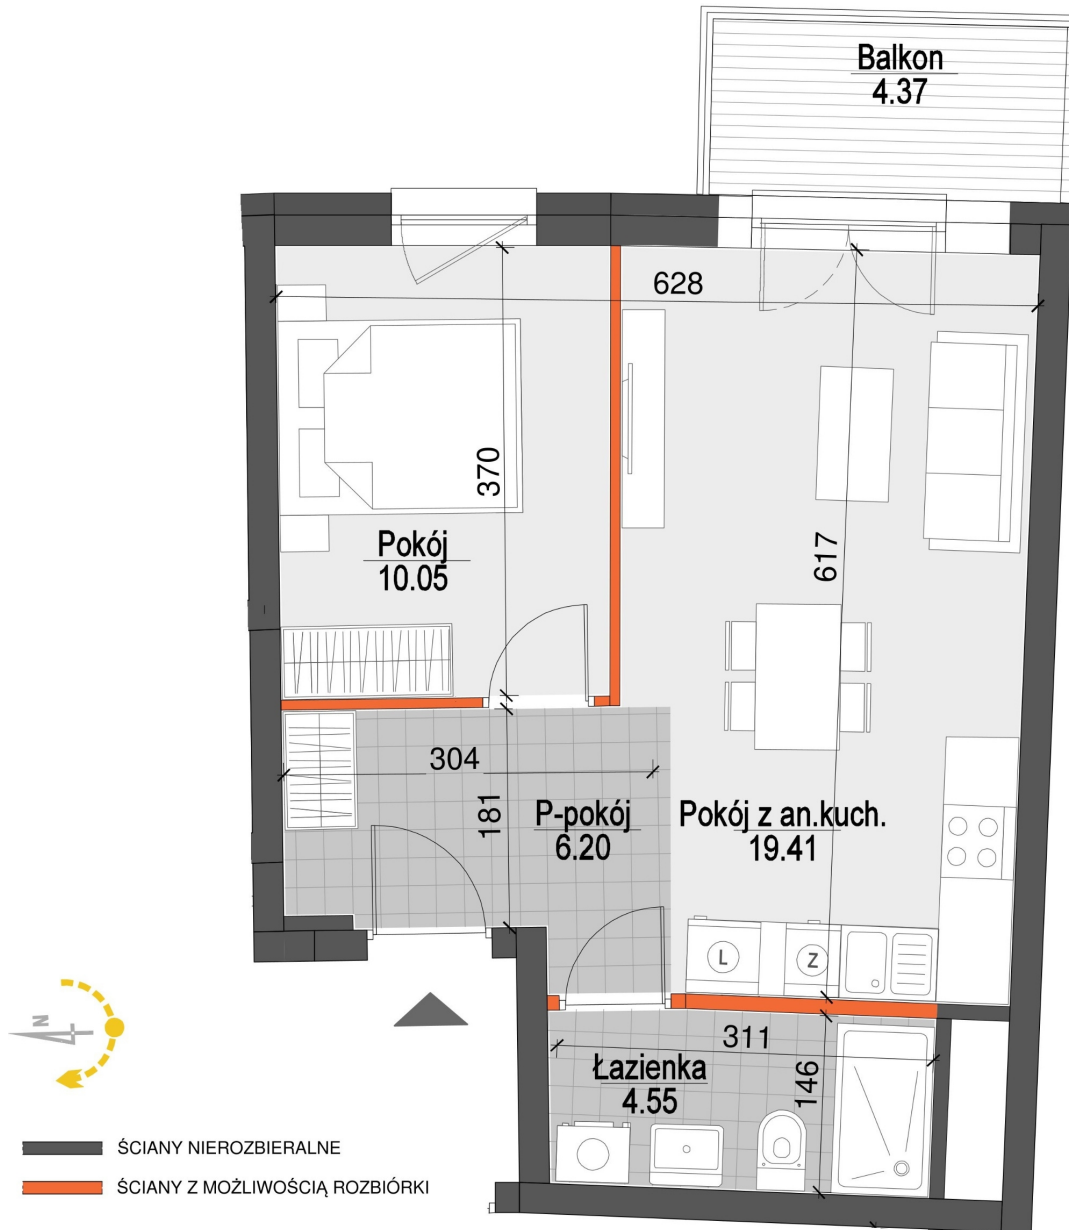 Balkon
4.37
628
370
Pokój
10.05
617
304
181
P-pokój
6.20
Pokój z an.kuch.
19.41
L
Z
N
311
Łazienka
4.55
146
ŚCIANY NIEROZBIERALNE
ŚCIANY Z MOŻLIWOŚCIĄ ROZBIÓRKI